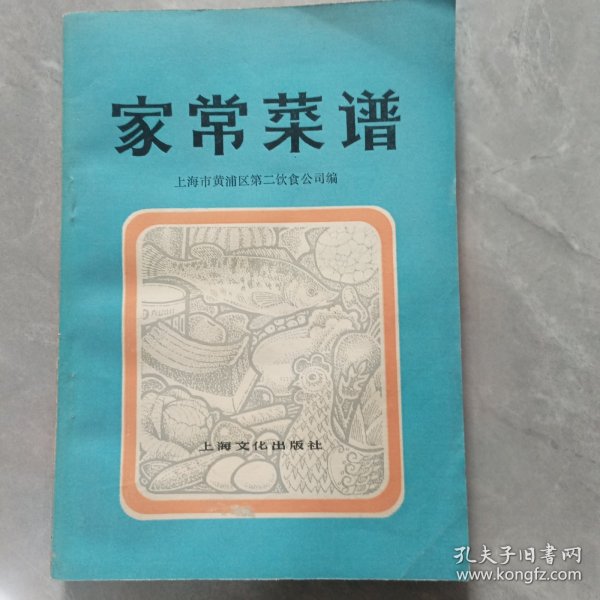 家常菜谱
上海市黄浦区第二饮食公司编
上海文化出版社
孔夫子旧书网
www.kongfz.com